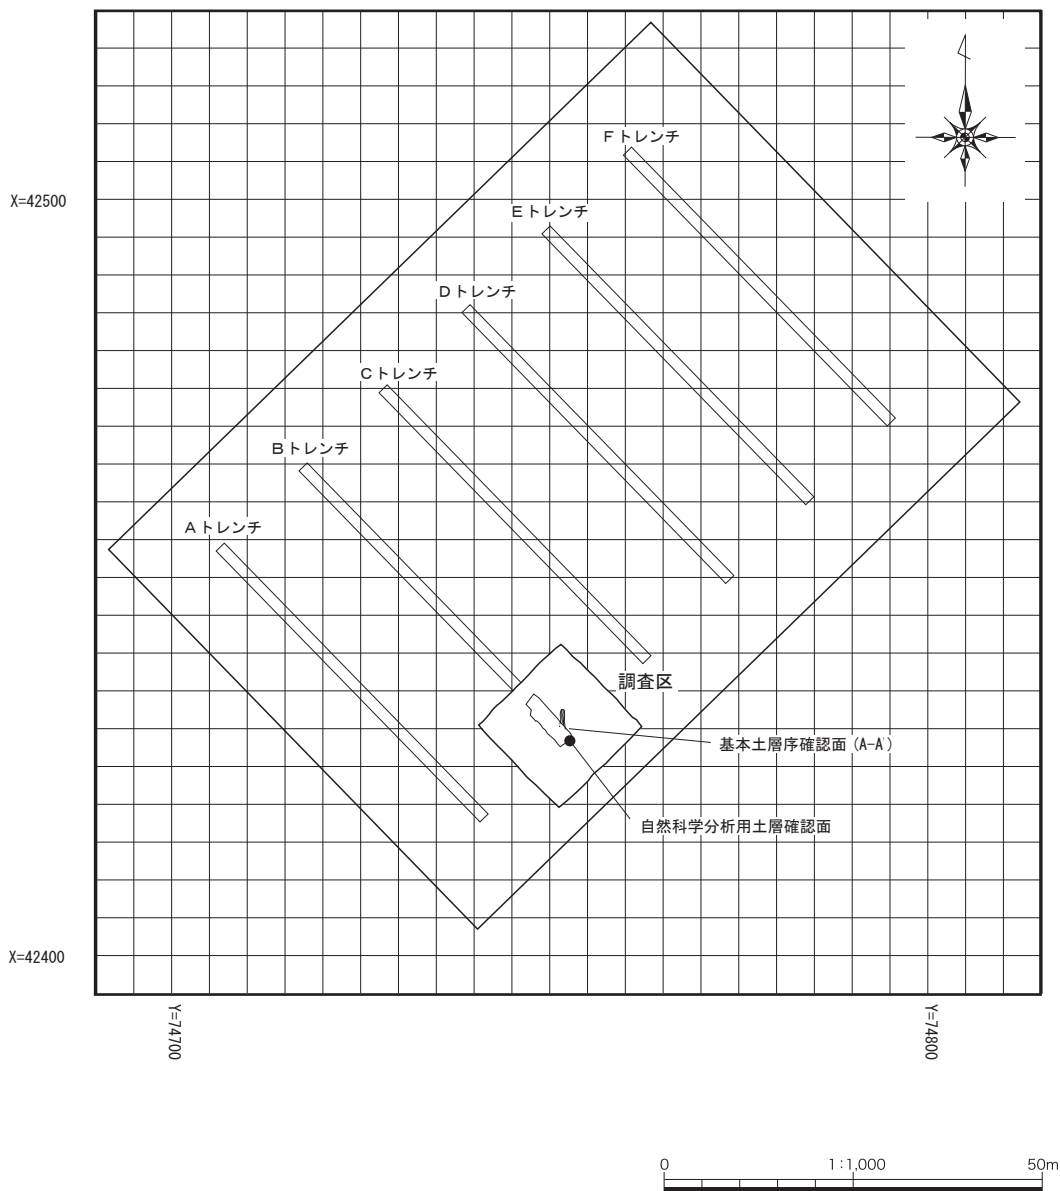 Fトレンチ
X=42500
Eトレンチ
Dトレンチ
Cトレンチ
Bトレンチ
Aトレンチ
調査区
基本土層序確認面 (A-A')
自然科学分析用土層確認面
X=42400
Y=74700
Y=74800
0 1:1,000 50m